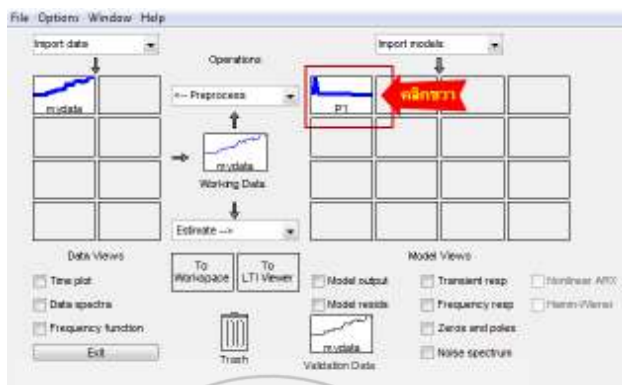 File Options Window Help
Import data
Operations
Import models
mydata
<-- Preprocess
P1
คลิกขวา
mydata
Working Data
Estimate -->
Data Views
To Workspace
To LTI Viewer
Model Views
Time plot
Data spectra
Frequency function
Model output
Model resids
Transient resp
Frequency resp
Zeros and poles
Noise spectrum
Nonlinear ARX
Hamm-Wiener
Exit
Trash
mydata
Validation Data